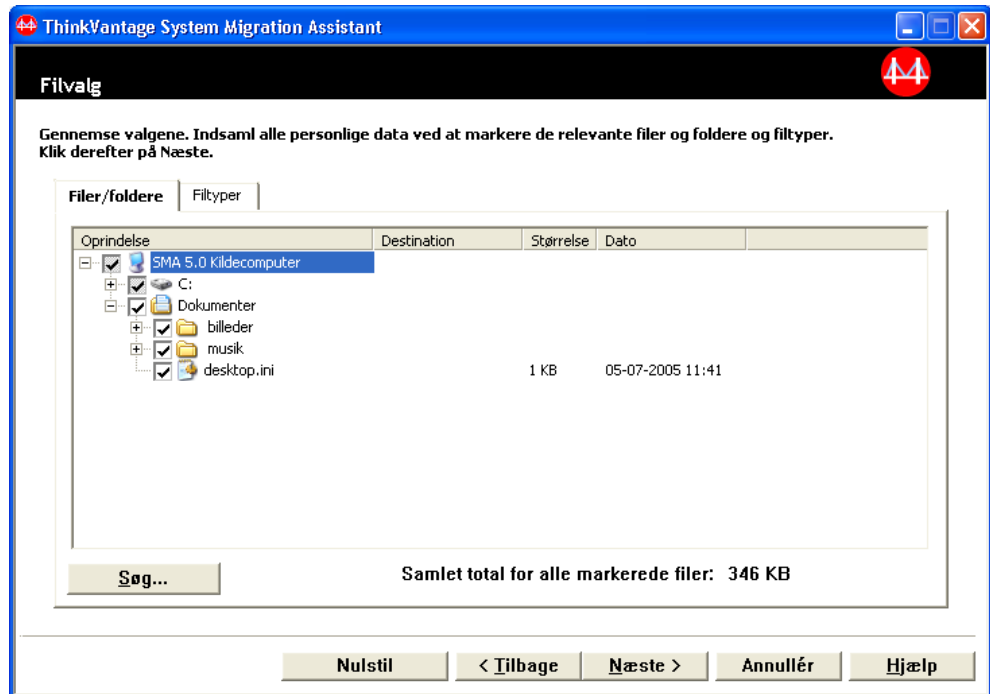 ThinkVantage System Migration Assistant
Filvalg
Gennemse valgene. Indsaml alle personlige data ved at markere de relevante filer og foldere og filtyper.
Klik derefter på Næste.
Filer/foldere Filtyper
Oprindelse Destination Størrelse Dato
SMA 5.0 Kildecomputer
C:
Dokumenter
billeder
musik
desktop.ini 1 KB 05-07-2005 11:41
Søg... Samlet total for alle markerede filer: 346 KB
Nulstil < Tilbage Næste > Annullér Hjælp